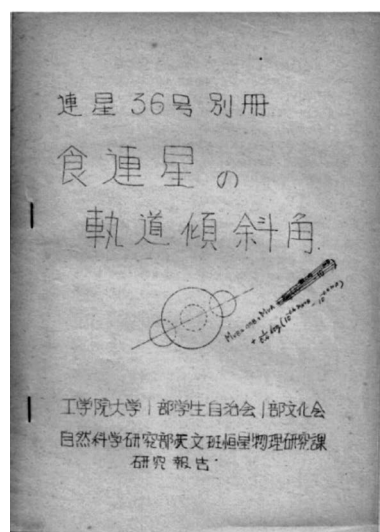 連星 36号 別冊
食連星の
軌道傾斜角
工学院大学Ⅰ部学生自治会Ⅰ部文化会
自然科学研究部天文班恒星物理研究課
研究報告